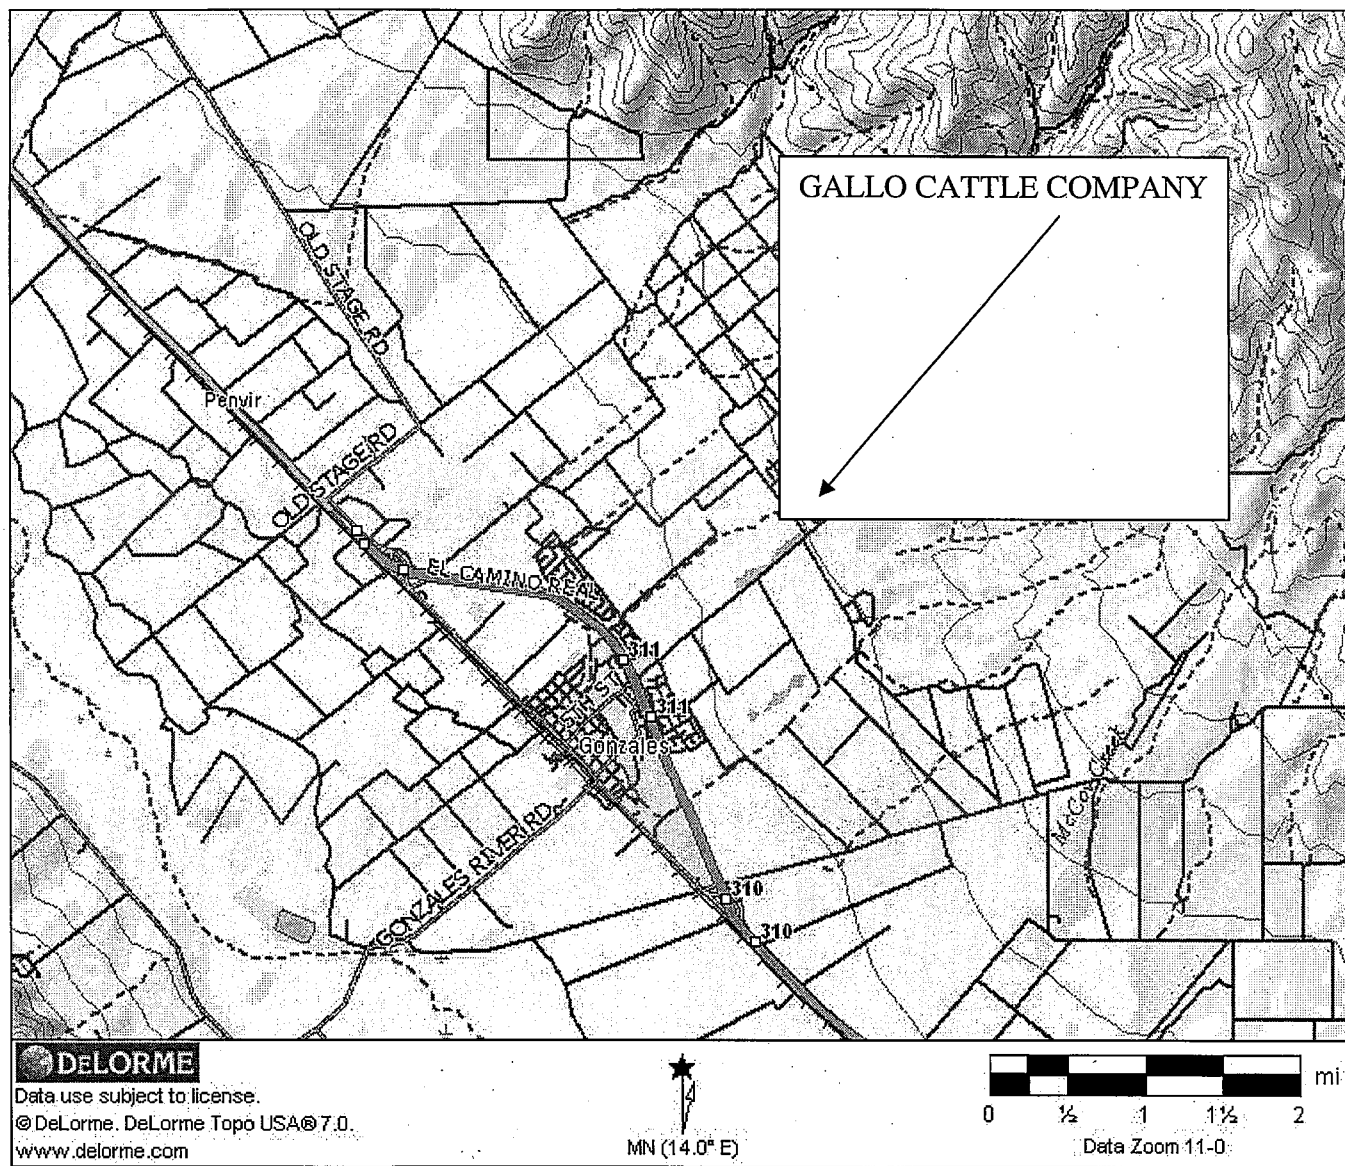 GALLO CATTLE COMPANY
OLD STAGE RD
Penvir
OLD STAGE RD
EL CAMINO REAL
311
5TH ST
311
Gonzales
McCoy Creek
GONZALES RIVER RD
310
310
DELORME
Data use subject to license.
© DeLorme. DeLorme Topo USA® 7.0.
www.delorme.com
MN (14.0° E)
mi
0 ½ 1 1½ 2
Data Zoom 11-0